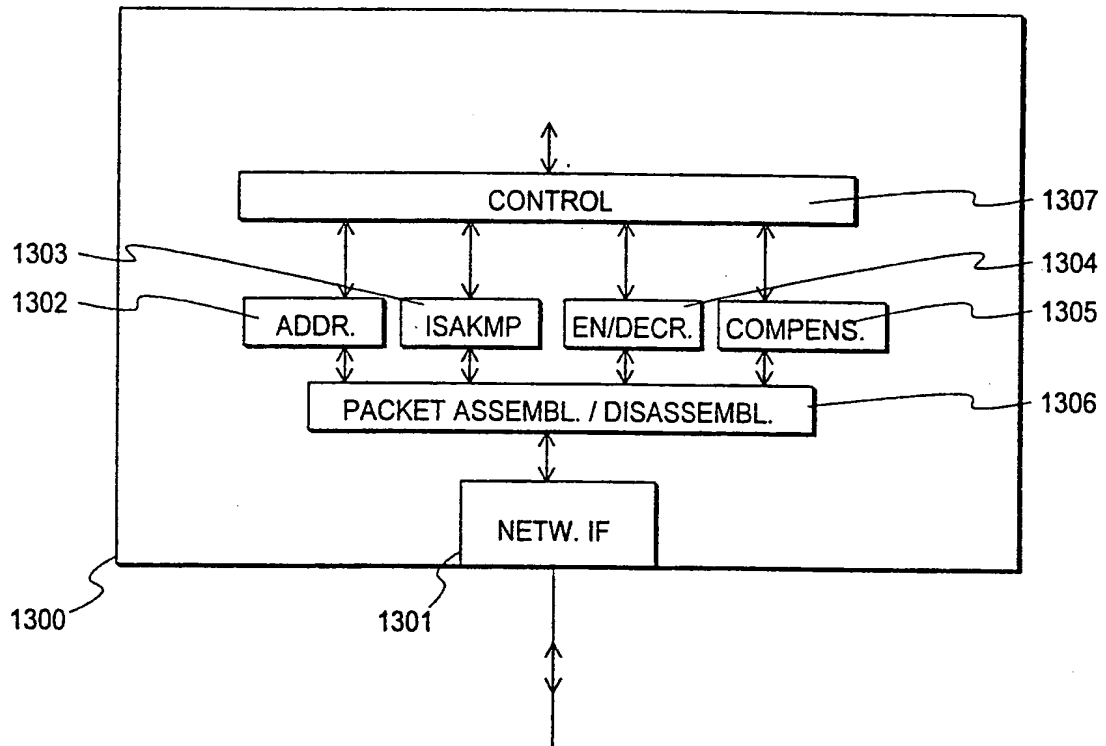 CONTROL
1307
1303
1304
1302
1305
ADDR.
ISAKMP
EN/DECR.
COMPENS.
PACKET ASSEMBL. / DISASSEMBL.
1306
NETW. IF
1300
1301